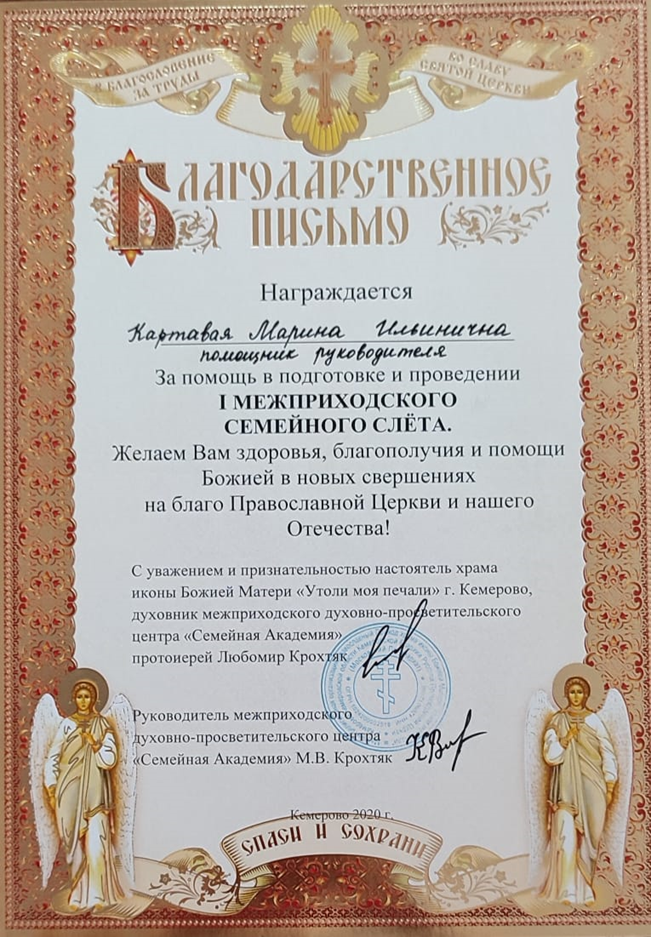 В БЛАГОСЛОВЕНИЕ
ЗА ТРУДЫ
ВО СЛАВУ
СВЯТОЙ ЦЕРКВИ
БЛАГОДАРСТВЕННОЕ
ПИСЬМО
Награждается
Картавая Марина Ильинична
помощник руководителя
За помощь в подготовке и проведении
I МЕЖПРИХОДСКОГО
СЕМЕЙНОГО СЛЁТА.
Желаем Вам здоровья, благополучия и помощи
Божией в новых свершениях
на благо Православной Церкви и нашего
Отечества!
С уважением и признательностью настоятель храма
иконы Божией Матери «Утоли моя печали» г. Кемерово,
духовник межприходского духовно-просветительского
центра «Семейная Академия»
протоиерей Любомир Крохтяк
Руководитель межприходского
духовно-просветительского центра
«Семейная Академия» М.В. Крохтяк
Кемерово 2020 г.
СПАСИ И СОХРАНИ